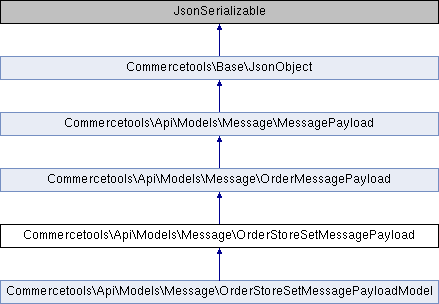 JsonSerializable
Commercetools\Base\JsonObject
Commercetools\Api\Models\Message\MessagePayload
Commercetools\Api\Models\Message\OrderMessagePayload
Commercetools\Api\Models\Message\OrderStoreSetMessagePayload
Commercetools\Api\Models\Message\OrderStoreSetMessagePayloadModel